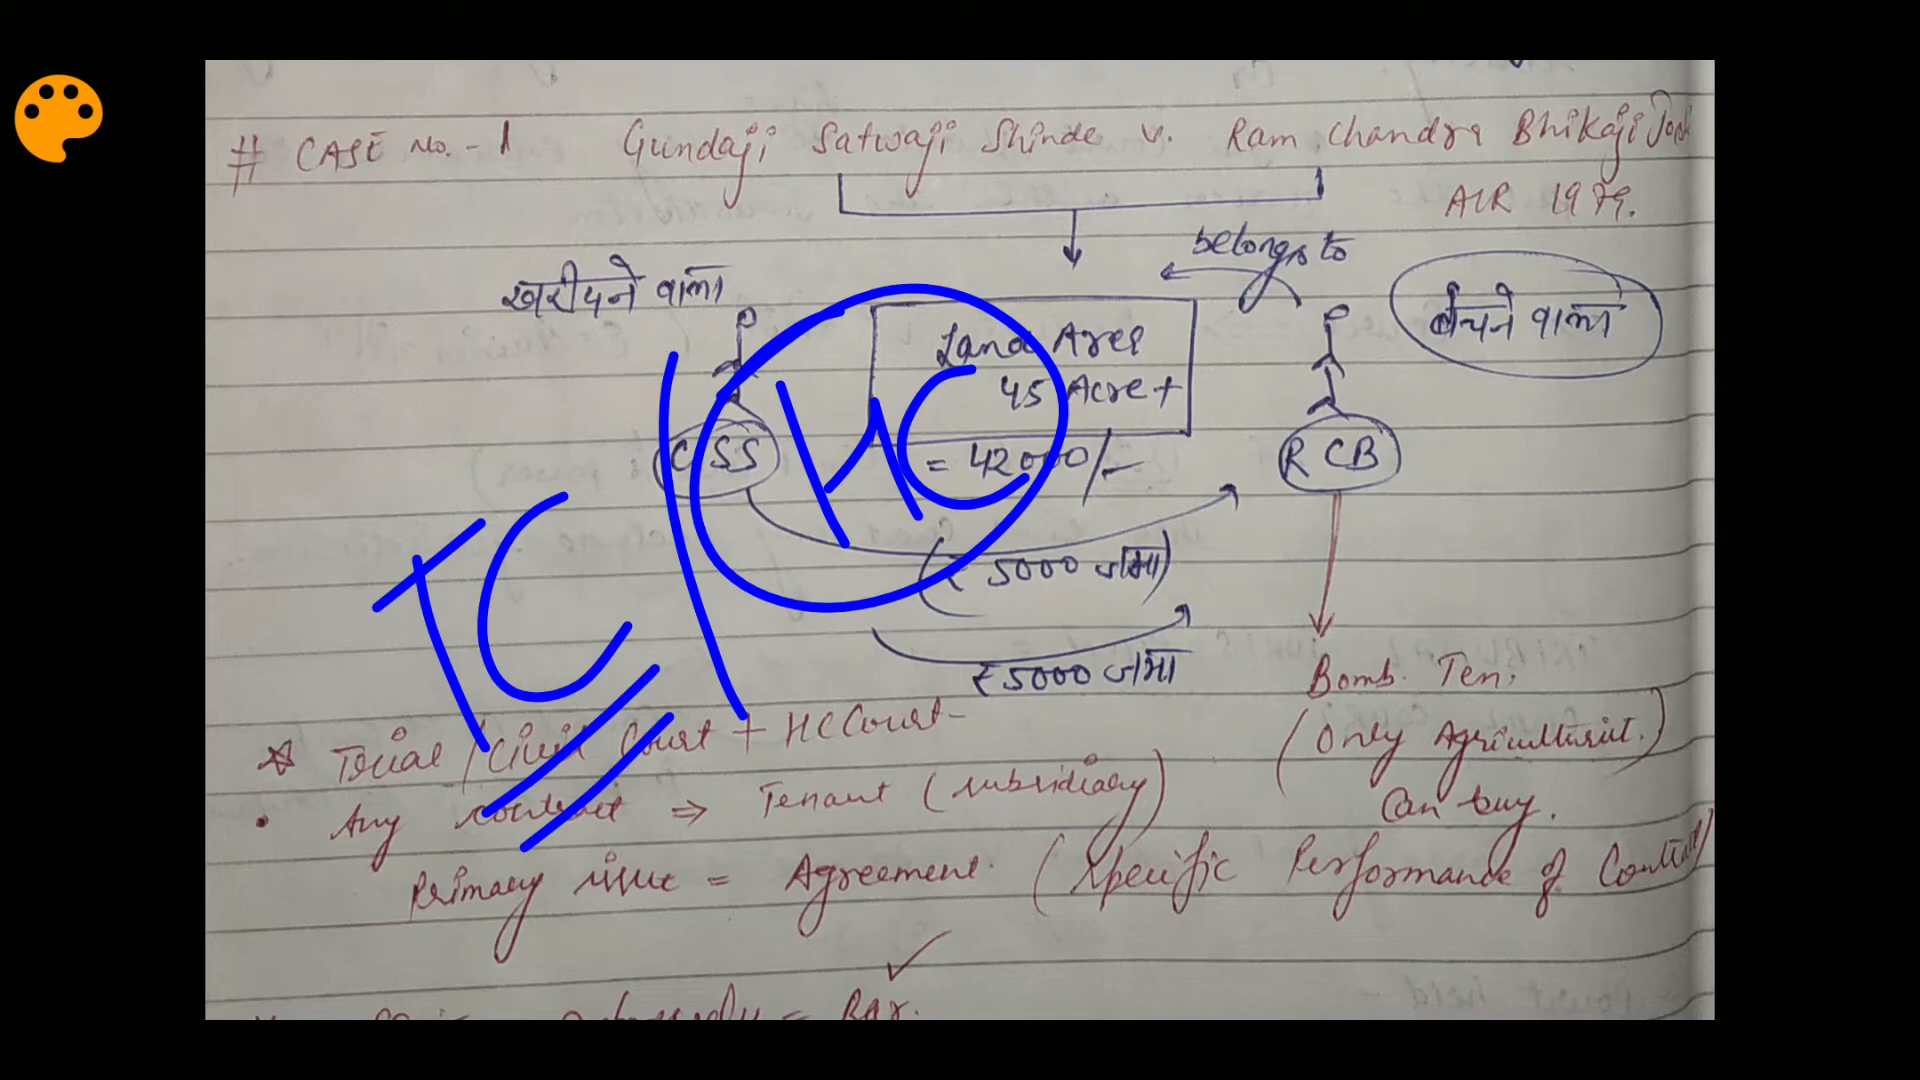 # CASE No. - 1 Gundaji Satwaji Shinde v. Ram Chandra Bhikaji Joshi
AIR 1979.
belongs to
खरीदने वाला
बेचने वाला
Land Area
45 Acre +
= 42000/-
GSS
HC
RCB
TC
(₹ 5000 जमा)
₹ 5000 जमा
Bomb. Ten.
(Only Agriculturist.)
Can buy.
Trial / Civil Court + HC Court -
• Any contract ⇒ Tenant (subsidiary)
Primary issue = Agreement. (Specific Performance of Contract)
= Bar.